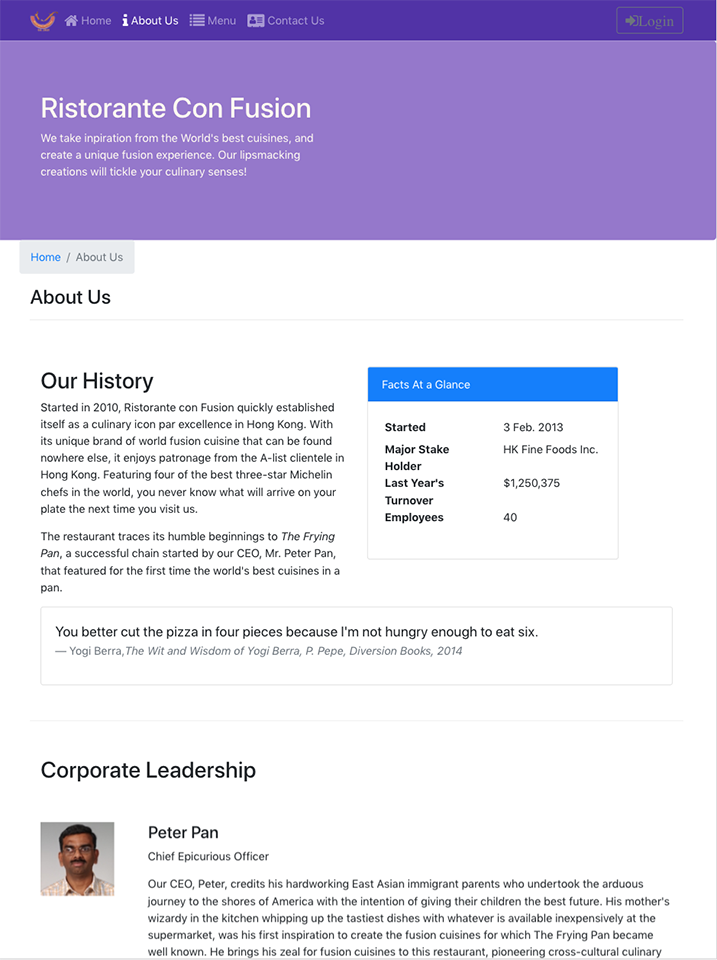 Home About Us Menu Contact Us Login
Ristorante Con Fusion
We take inpiration from the World's best cuisines, and
create a unique fusion experience. Our lipsmacking
creations will tickle your culinary senses!
Home / About Us
About Us
Our History
Started in 2010, Ristorante con Fusion quickly established
itself as a culinary icon par excellence in Hong Kong. With
its unique brand of world fusion cuisine that can be found
nowhere else, it enjoys patronage from the A-list clientele in
Hong Kong. Featuring four of the best three-star Michelin
chefs in the world, you never know what will arrive on your
plate the next time you visit us.
The restaurant traces its humble beginnings to The Frying
Pan, a successful chain started by our CEO, Mr. Peter Pan,
that featured for the first time the world's best cuisines in a
pan.
Facts At a Glance
Started 3 Feb. 2013
Major Stake HK Fine Foods Inc.
Holder
Last Year's $1,250,375
Turnover
Employees 40
You better cut the pizza in four pieces because I'm not hungry enough to eat six.
— Yogi Berra,The Wit and Wisdom of Yogi Berra, P. Pepe, Diversion Books, 2014
Corporate Leadership
Peter Pan
Chief Epicurious Officer
Our CEO, Peter, credits his hardworking East Asian immigrant parents who undertook the arduous
journey to the shores of America with the intention of giving their children the best future. His mother's
wizardy in the kitchen whipping up the tastiest dishes with whatever is available inexpensively at the
supermarket, was his first inspiration to create the fusion cuisines for which The Frying Pan became
well known. He brings his zeal for fusion cuisines to this restaurant, pioneering cross-cultural culinary